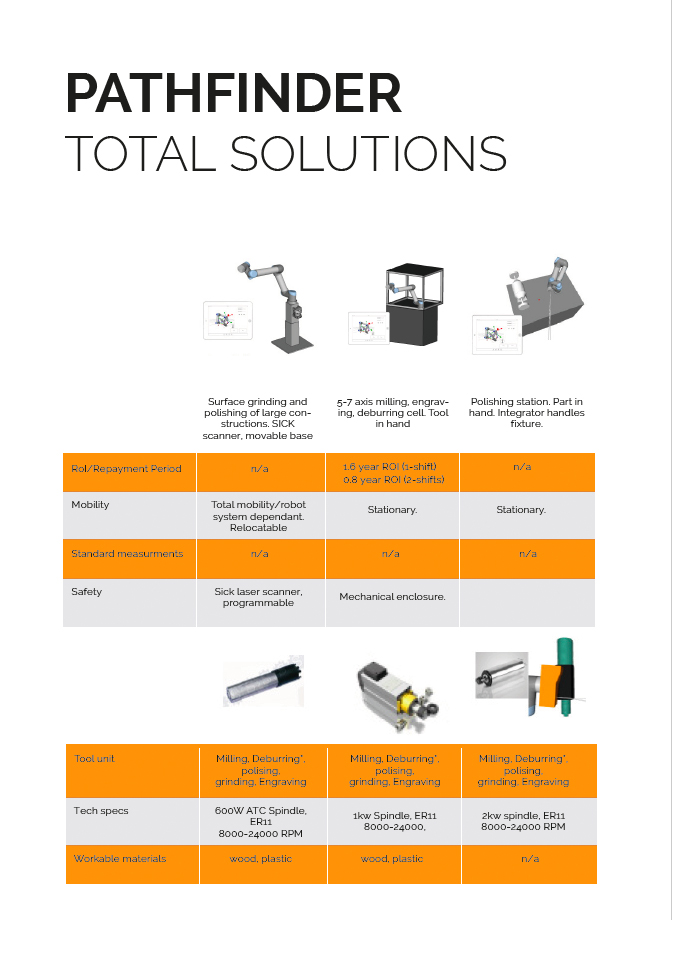 PATHFINDER
TOTAL SOLUTIONS
Surface grinding and
polishing of large con-
structions. SICK
scanner, movable base
5-7 axis milling, engrav-
ing, deburring cell. Tool
in hand
Polishing station. Part in
hand. Integrator handles
fixture.
RoI/Repayment Period
n/a
1.6 year ROI (1=shift)
0.8 year ROI (2=shifts)
n/a
Mobility
Total mobility/robot
system dependant.
Relocatable
Stationary.
Stationary.
Standard measurments
n/a
n/a
n/a
Safety
Sick laser scanner,
programmable
Mechanical enclosure.
Tool unit
Milling, Deburring*,
polising,
grinding, Engraving
Milling, Deburring*,
polising,
grinding, Engraving
Milling, Deburring*,
polising,
grinding, Engraving
Tech specs
600W ATC Spindle,
ER11
8000-24000 RPM
1kw Spindle, ER11
8000-24000,
2kw spindle, ER11
8000-24000 RPM
Workable materials
wood, plastic
wood, plastic
n/a